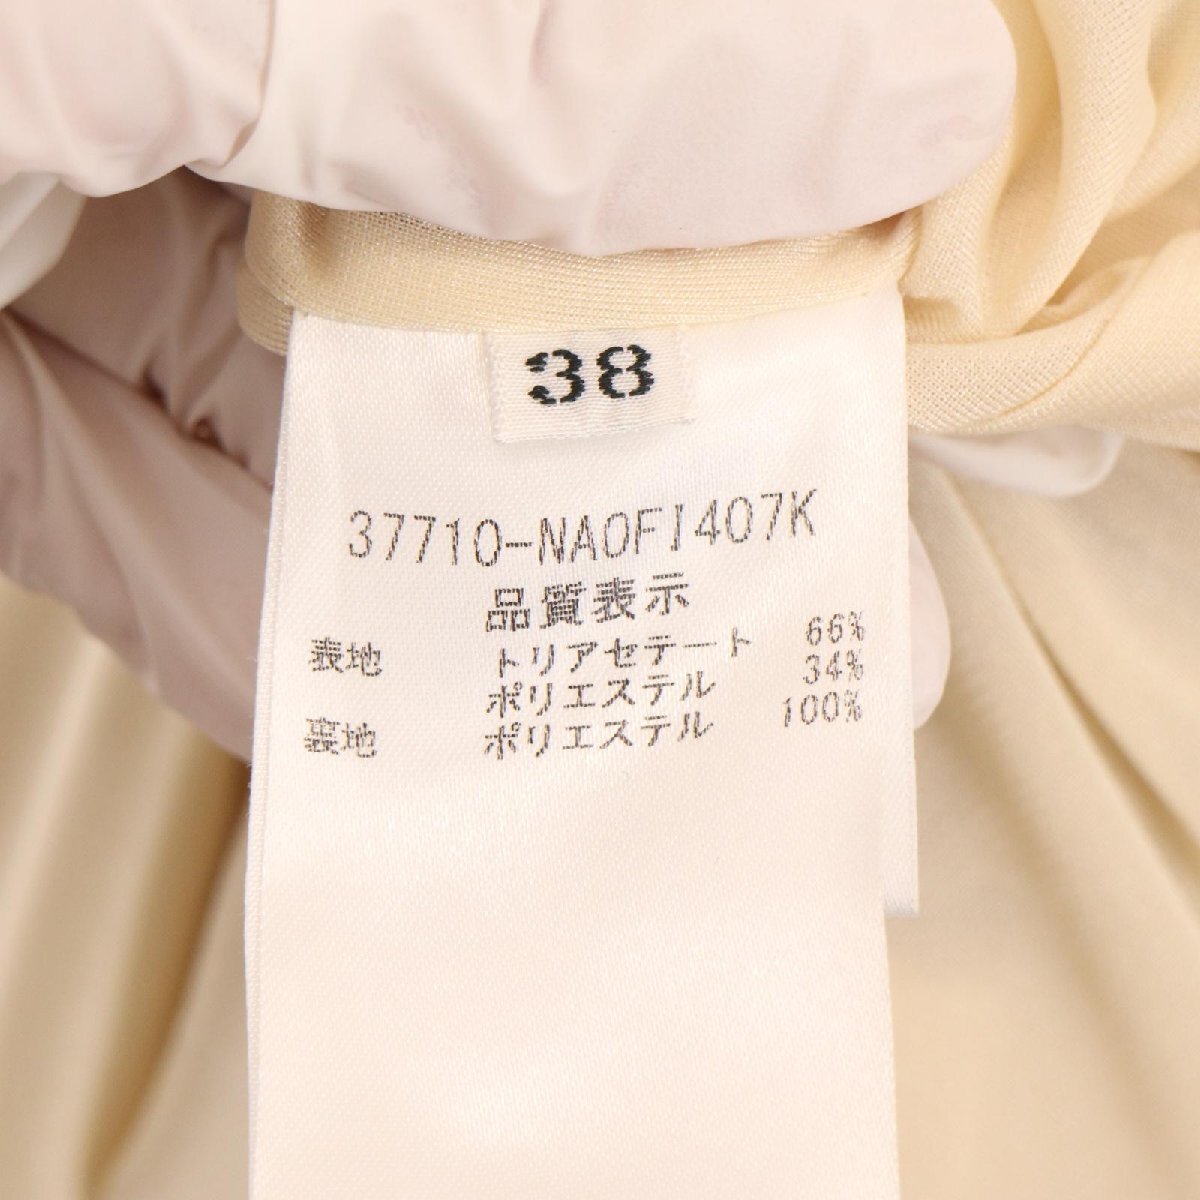 38
37710-NAOFI407K
品質表示
表地 トリアセテート 66%
ポリエステル 34%
裏地 ポリエステル 100%